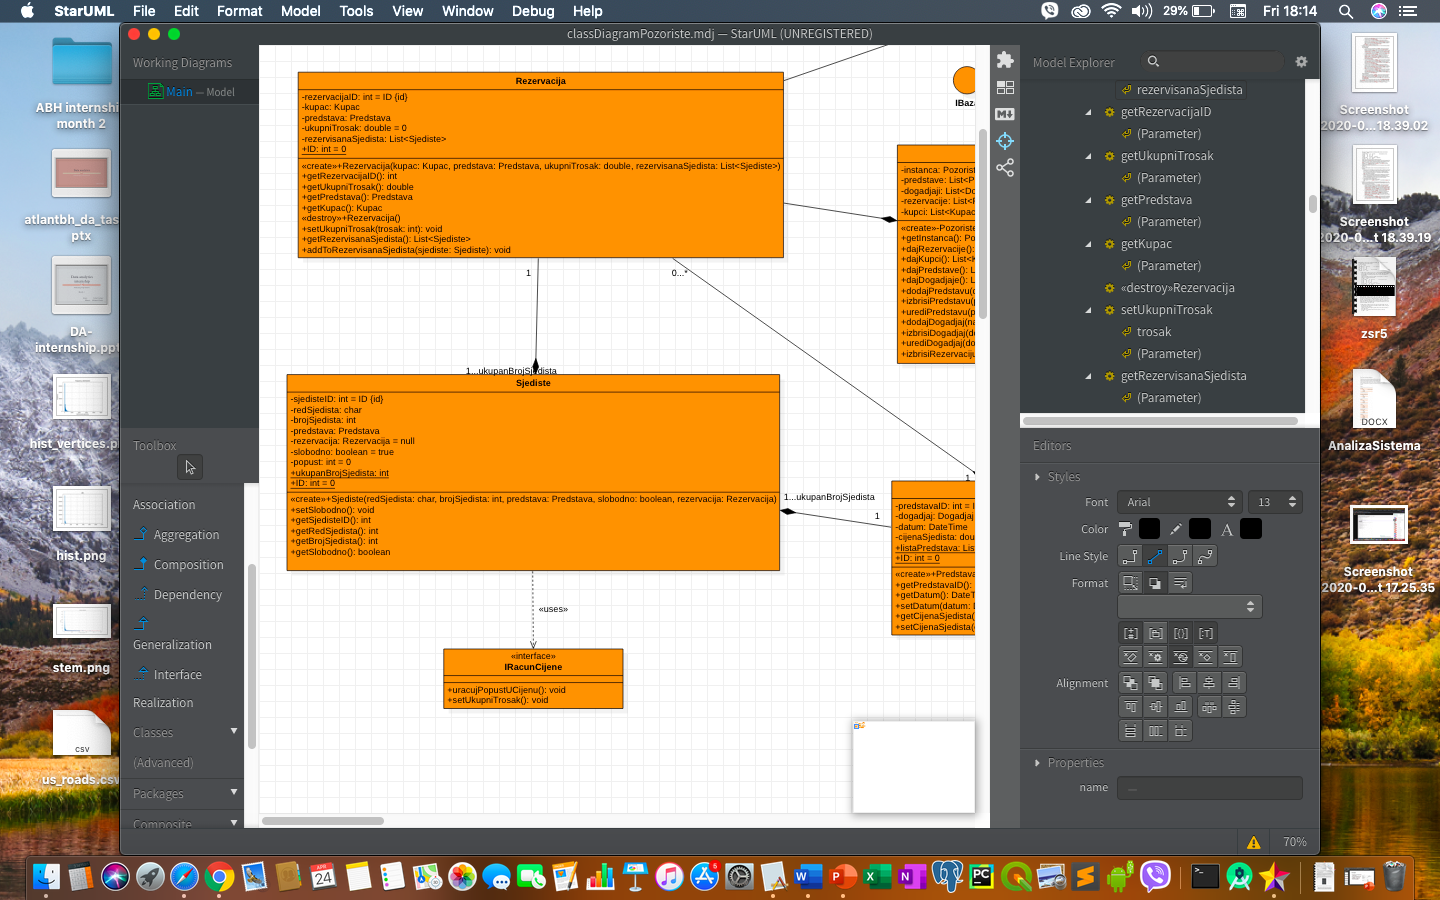 StarUML File Edit Format Model Tools View Window Debug Help
29% Fri 18:14
classDiagramPozoriste.mdj — StarUML (UNREGISTERED)
ABH internshi
month 2
atlantbh_da_tas
ptx
DA-
internship.ppt
hist_vertices.p
hist.png
stem.png
csv
us_roads.csv
Working Diagrams
Main — Model
Toolbox
Association
Aggregation
Composition
Dependency
Generalization
Interface
Realization
Classes
(Advanced)
Packages
Composite
Rezervacija
-rezervacijaID: int = ID {id}
-kupac: Kupac
-predstava: Predstava
-ukupniTrosak: double = 0
-rezervisanaSjedista: List<Sjediste>
+ID: int = 0
«create»+Rezervacija(kupac: Kupac, predstava: Predstava, ukupniTrosak: double, rezervisanaSjedista: List<Sjediste>)
+getRezervacijaID(): int
+getUkupniTrosak(): double
+getPredstava(): Predstava
+getKupac(): Kupac
«destroy»+Rezervacija()
+setUkupniTrosak(trosak: int): void
+getRezervisanaSjedista(): List<Sjediste>
+addToRezervisanaSjedista(sjediste: Sjediste): void
1
0...*
1...ukupanBrojSjedista
Sjediste
-sjedisteID: int = ID {id}
-redSjedista: char
-brojSjedista: int
-predstava: Predstava
-rezervacija: Rezervacija = null
-slobodno: boolean = true
-popust: int = 0
+ukupanBrojSjedista: int
+ID: int = 0
«create»+Sjediste(redSjedista: char, brojSjedista: int, predstava: Predstava, slobodno: boolean, rezervacija: Rezervacija)
+setSlobodno(): void
+getSjedisteID(): int
+getRedSjedista(): int
+getBrojSjedista(): int
+getSlobodno(): boolean
«uses»
«interface»
IRacunCijene
+uracujPopustUCijenu(): void
+setUkupniTrosak(): void
IBaza
-instanca: Pozorist
-predstave: List<P
-dogadjaji: List<Do
-rezervacije: List<R
-kupci: List<Kupac
«create»-Pozoriste
+getInstanca(): Po
+dajRezervacije():
+dajKupci(): List<K
+dajPredstave(): L
+dajDogadjaje(): L
+dodajPredstavu(
+izbrisiPredstavu(p
+urediPredstavu(p
+dodajDogadjaj(na
+izbrisiDogadjaj(do
+urediDogadjaj(do
+izbrisiRezervaciju
1
1...ukupanBrojSjedista
1
-predstavaID: int = I
-dogadjaj: Dogadjaj
-datum: DateTime
-cijenaSjedista: dou
+listaPredstava: Lis
+ID: int = 0
«create»+Predstava
+getPredstavaID():
+getDatum(): DateT
+setDatum(datum: D
+getCijenaSjedista(
+setCijenaSjedista(
Model Explorer
rezervisanaSjedista
getRezervacijaID
(Parameter)
getUkupniTrosak
(Parameter)
getPredstava
(Parameter)
getKupac
(Parameter)
«destroy»Rezervacija
setUkupniTrosak
trosak
(Parameter)
getRezervisanaSjedista
(Parameter)
Editors
Styles
Font Arial 13
Color
Line Style
Format
Alignment
Properties
name
70%
Screenshot
2020-0...18.39.02
Screenshot
2020-0...t 18.39.19
zsr5
DOCX
AnalizaSistema
Screenshot
2020-0...t 17.25.35
APR
24